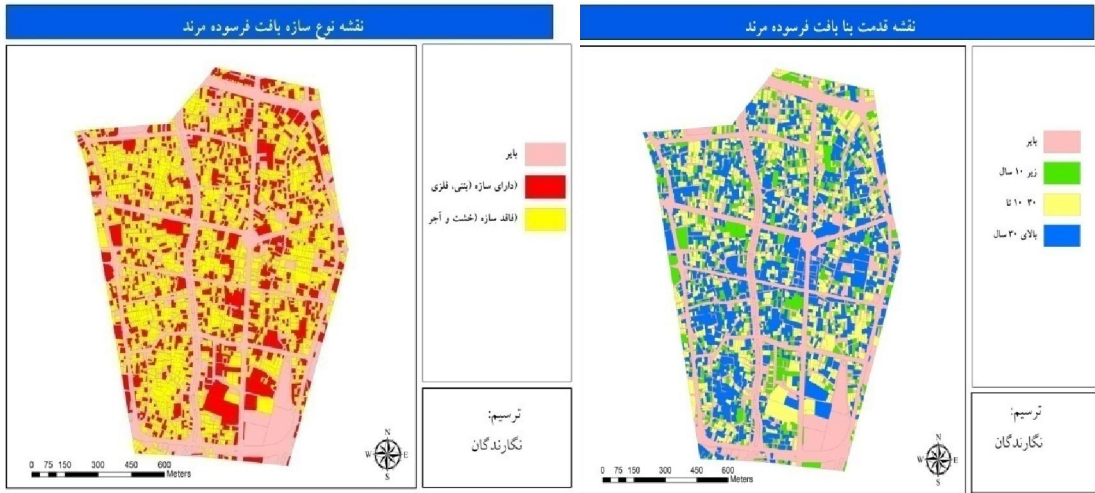 نقشه نوع سازه بافت فرسوده مرند
بایر
(دارای سازه (بتنی، فلزی
(فاقد سازه (خشت و آجر
ترسیم:
نگارندگان
N
W E
S
0 75 150 300 450 600
Meters
نقشه قدمت بنا بافت فرسوده مرند
بایر
زیر ۱۰ سال
۳۰ ۱۰ تا
بالای ۳۰ سال
ترسیم:
نگارندگان
N
W E
S
0 75 150 300 450 600
Meters